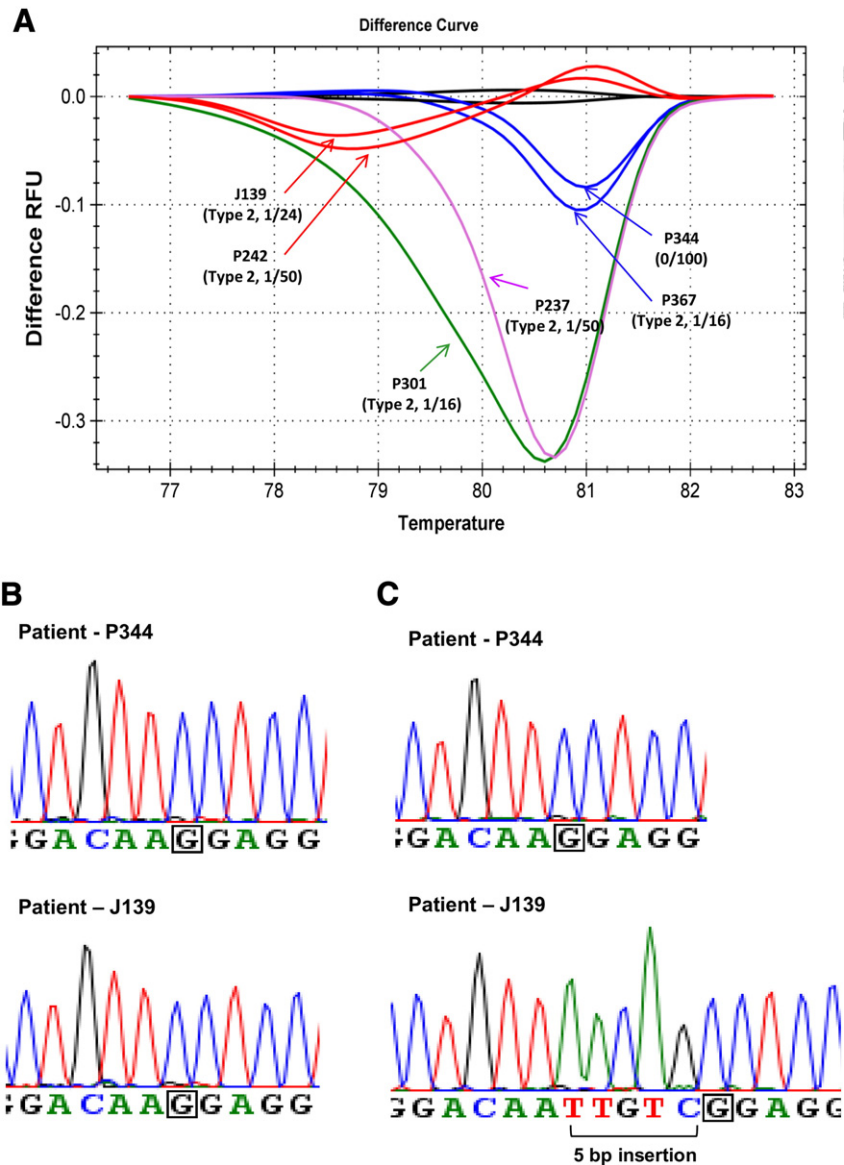 A
Difference Curve
Difference RFU
0.0
-0.1
-0.2
-0.3
J139
(Type 2, 1/24)
P242
(Type 2, 1/50)
P301
(Type 2, 1/16)
P237
(Type 2, 1/50)
P344
(0/100)
P367
(Type 2, 1/16)
77
78
79
80
81
82
83
Temperature
B
Patient - P344
GGACAAGGAGG
Patient – J139
GGACAAGGAGG
C
Patient - P344
GGACAAGGAGG
Patient – J139
GGACAATTGTCGGAGG
5 bp insertion